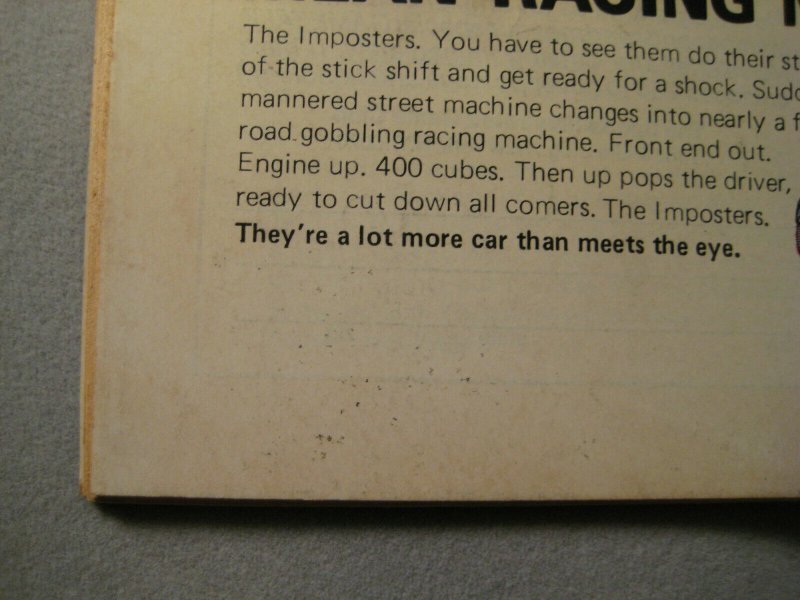 RACING
The Imposters. You have to see them do their
of the stick shift and get ready for a shock.
mannered street machine changes into nearly a
road-gobbling racing machine. Front end out.
Engine up. 400 cubes. Then up pops the driver,
ready to cut down all comers. The Imposters.
They're a lot more car than meets the eye.